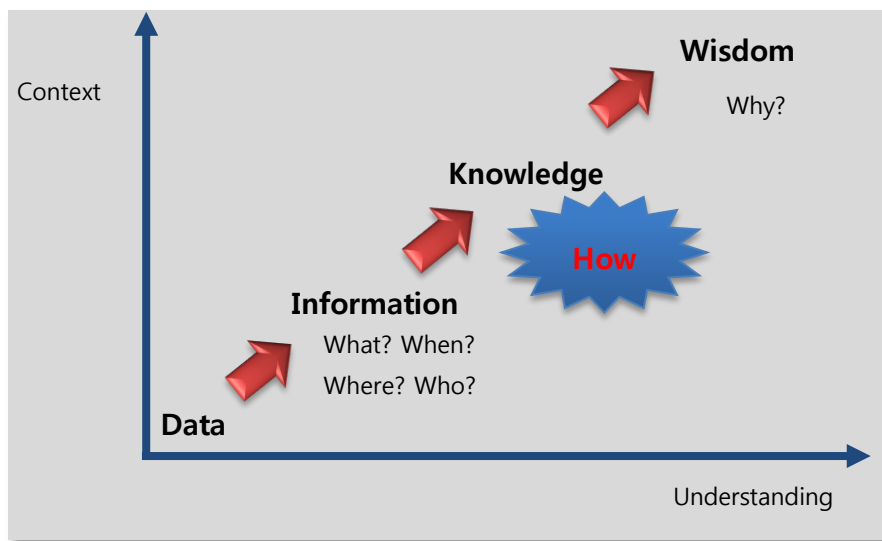 Wisdom
Context
Why?
Knowledge
How
Information
What? When?
Where? Who?
Data
Understanding